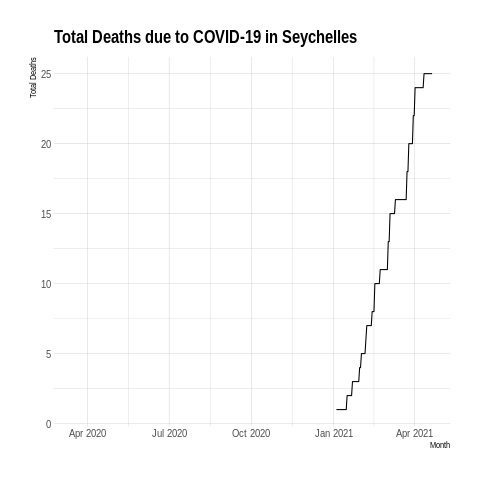 Total Deaths due to COVID-19 in Seychelles
Total Deaths
25
20
15
10
5
0
Apr 2020 Jul 2020 Oct 2020 Jan 2021 Apr 2021
Month